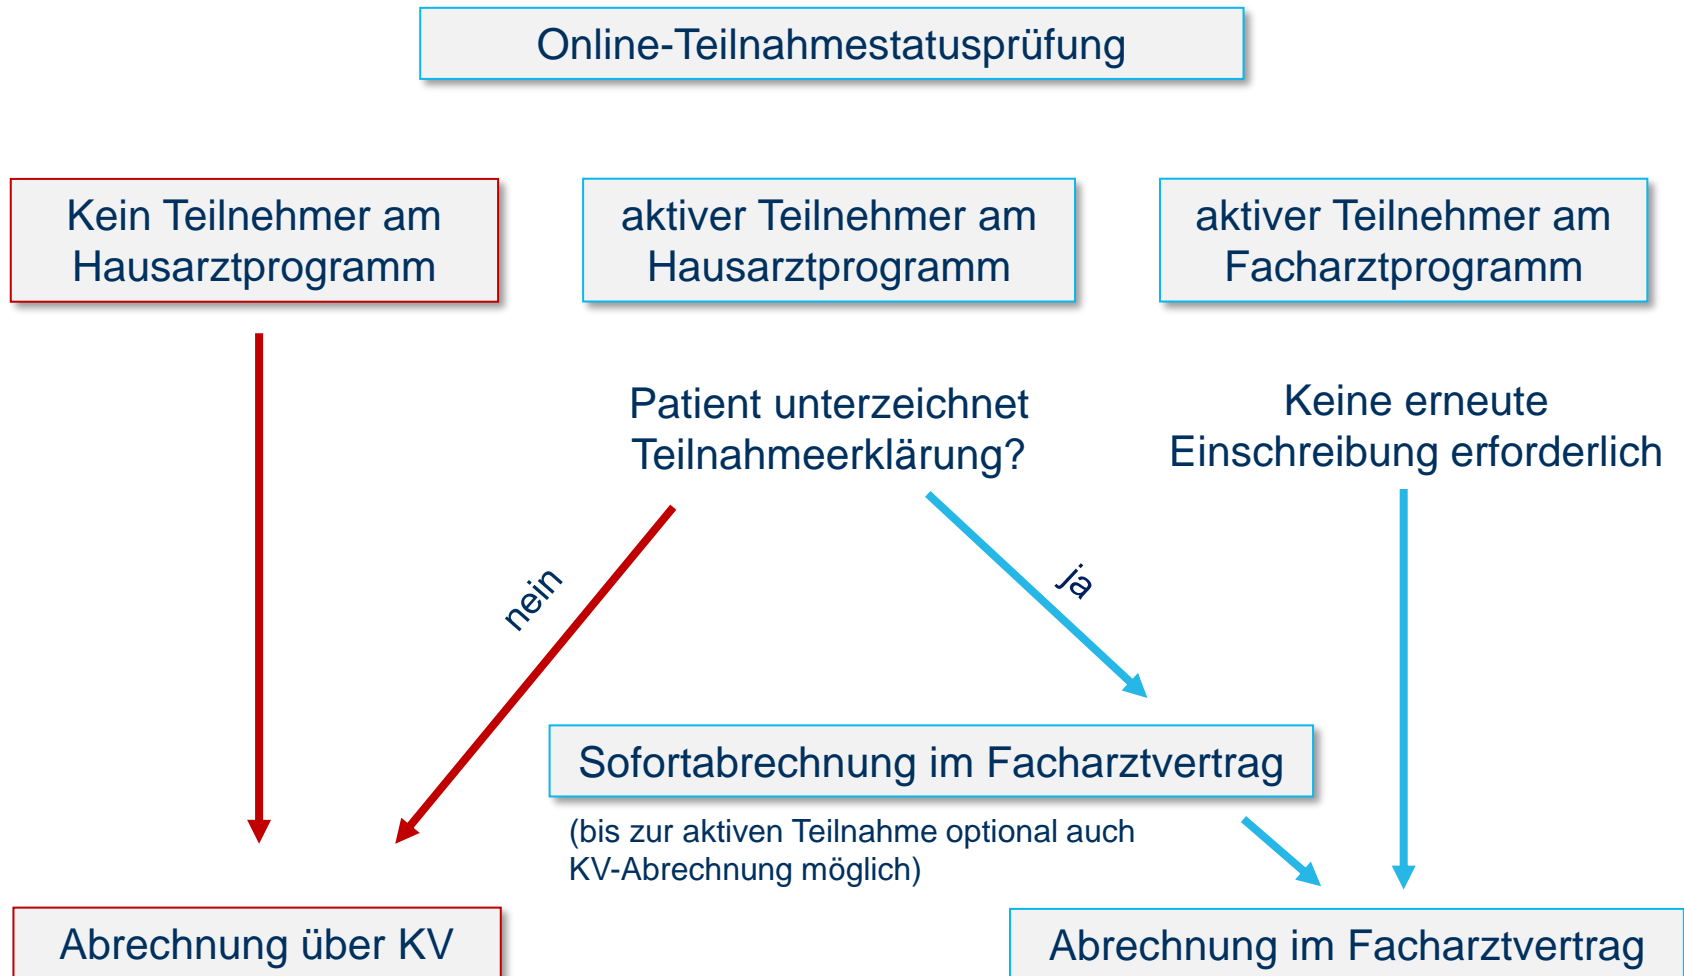 Online-Teilnahmestatusprüfung
Kein Teilnehmer am
Hausarztprogramm
aktiver Teilnehmer am
Hausarztprogramm
aktiver Teilnehmer am
Facharztprogramm
Patient unterzeichnet
Teilnahmeerklärung?
Keine erneute
Einschreibung erforderlich
nein
ja
Sofortabrechnung im Facharztvertrag
(bis zur aktiven Teilnahme optional auch
KV-Abrechnung möglich)
Abrechnung über KV
Abrechnung im Facharztvertrag